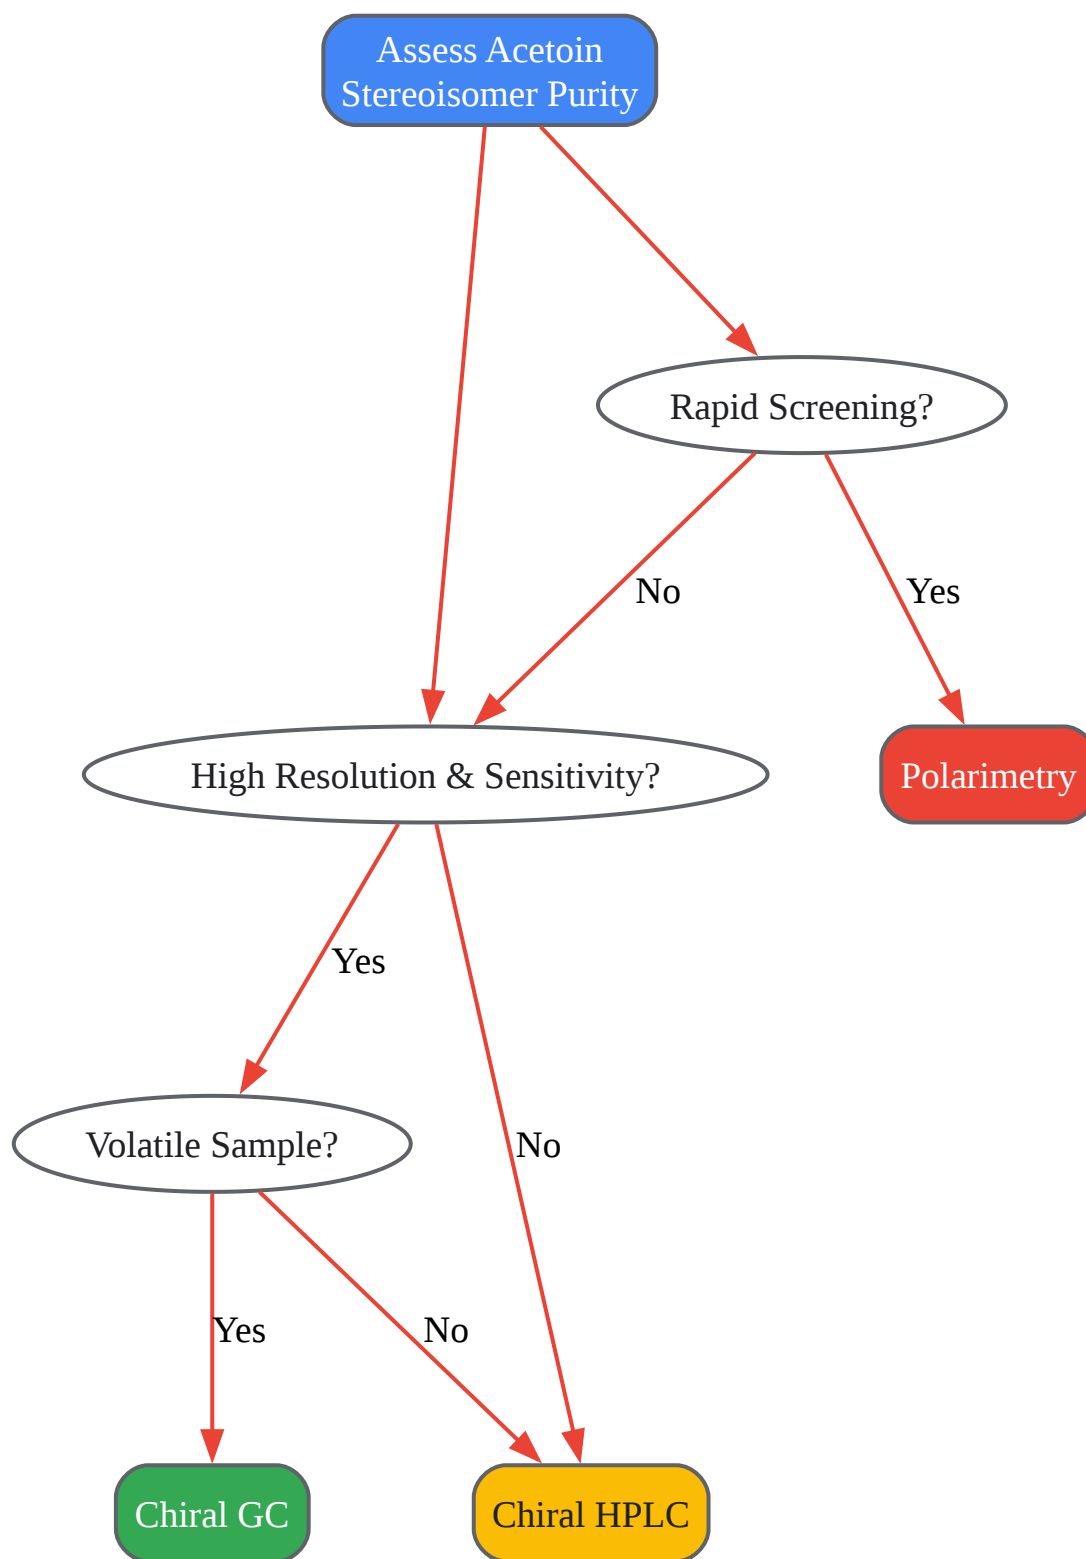 Assess Acetoin
Stereoisomer Purity
Rapid Screening?
No
Yes
High Resolution & Sensitivity?
Polarimetry
Yes
Volatile Sample?
No
Yes
No
Chiral GC
Chiral HPLC